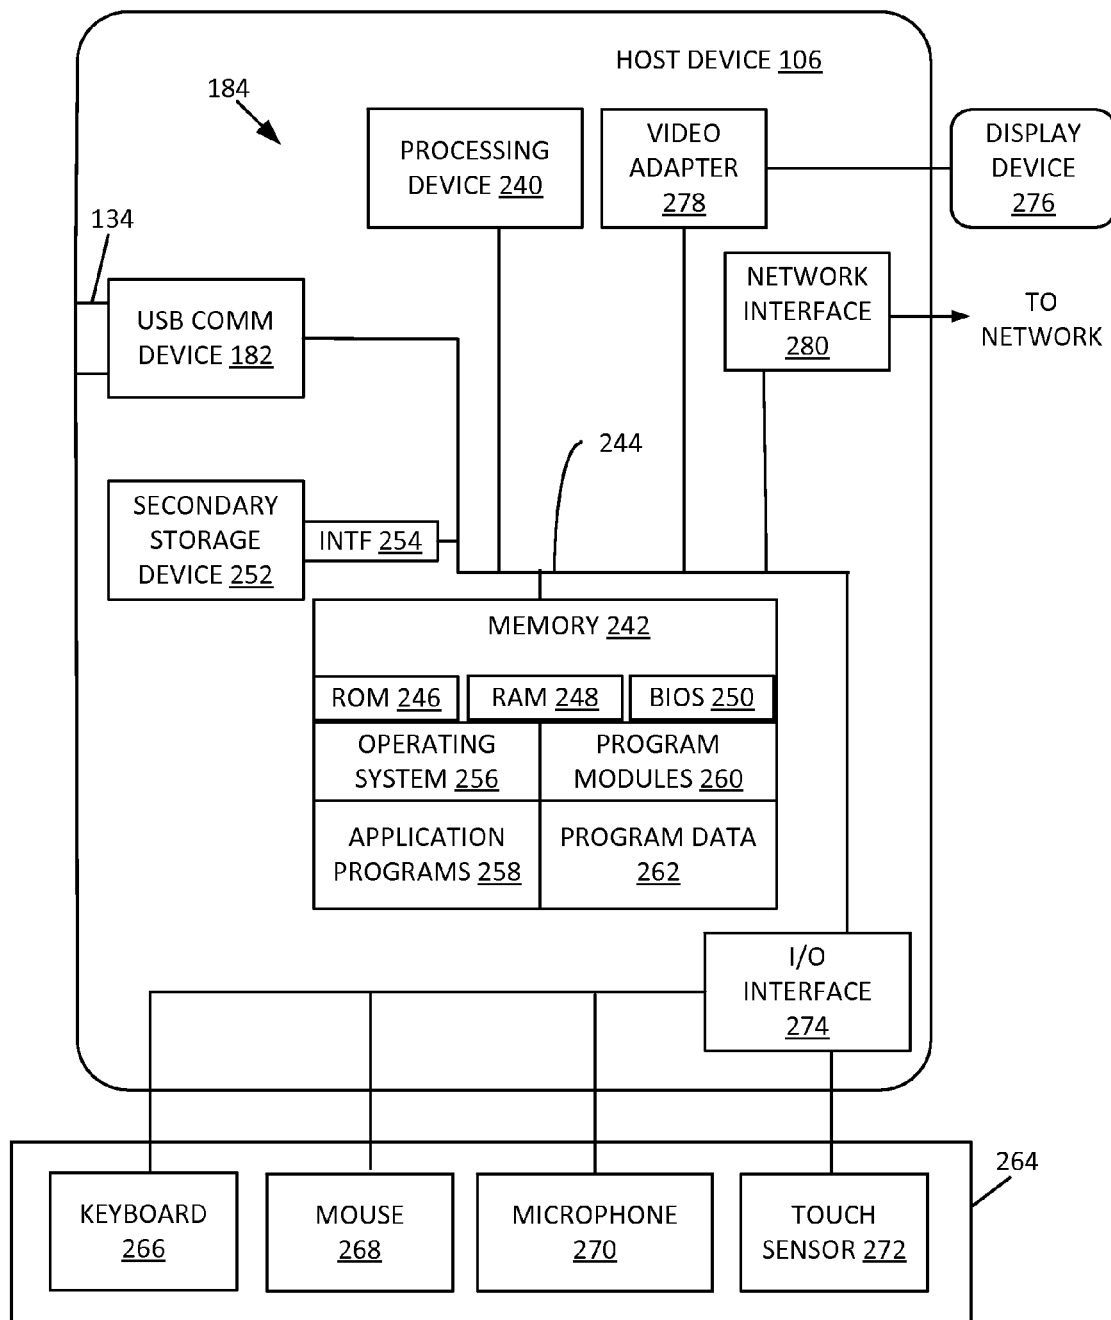 HOST DEVICE 106
184
PROCESSING
DEVICE 240
VIDEO
ADAPTER
278
DISPLAY
DEVICE
276
134
USB COMM
DEVICE 182
NETWORK
INTERFACE
280
TO
NETWORK
244
SECONDARY
STORAGE
DEVICE 252
INTF 254
MEMORY 242
ROM 246
RAM 248
BIOS 250
OPERATING
SYSTEM 256
PROGRAM
MODULES 260
APPLICATION
PROGRAMS 258
PROGRAM DATA
262
I/O
INTERFACE
274
264
KEYBOARD
266
MOUSE
268
MICROPHONE
270
TOUCH
SENSOR 272